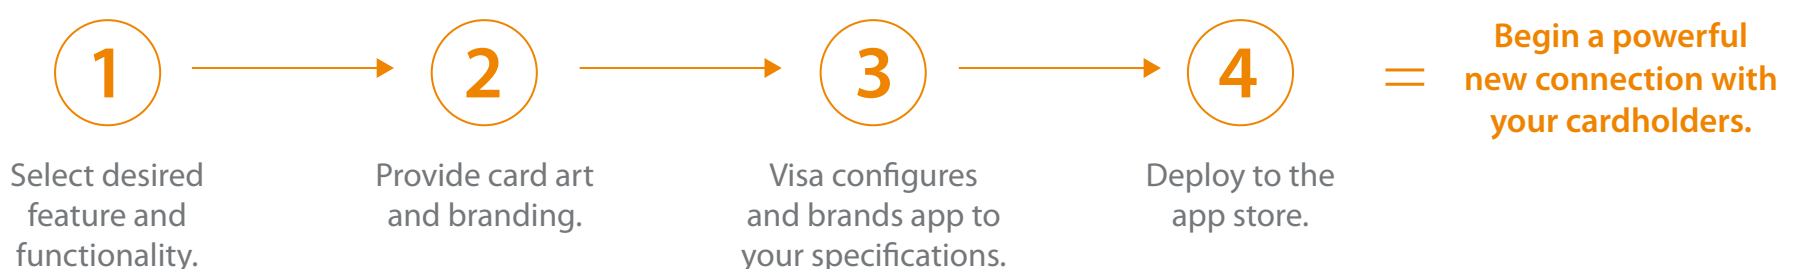 1
Select desired
feature and
functionality.
2
Provide card art
and branding.
3
Visa configures
and brands app to
your specifications.
4
Deploy to the
app store.
=
Begin a powerful
new connection with
your cardholders.